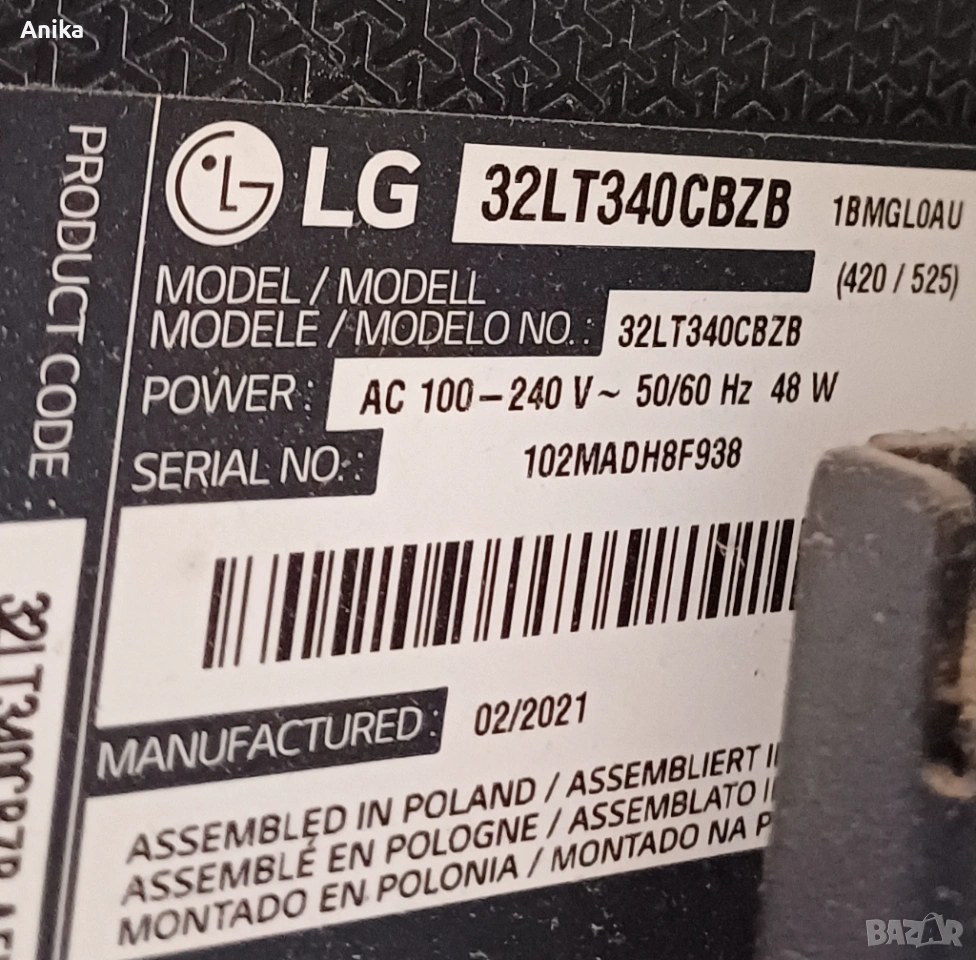 Anika
PRODUCT CODE
LG 32LT340CBZB 1BMGL0AU
(420 / 525)
MODEL / MODELL
MODELE / MODELO NO. : 32LT340CBZB
POWER : AC 100-240 V~ 50/60 Hz 48 W
SERIAL NO. : 102MADH8F938
MANUFACTURED : 02/2021
ASSEMBLED IN POLAND / ASSEMBLIERT
ASSEMBLÉ EN POLOGNE / ASSEMBLATO
MONTADO EN POLONIA / MONTADO NA
32LT340CBZB
BAZAR